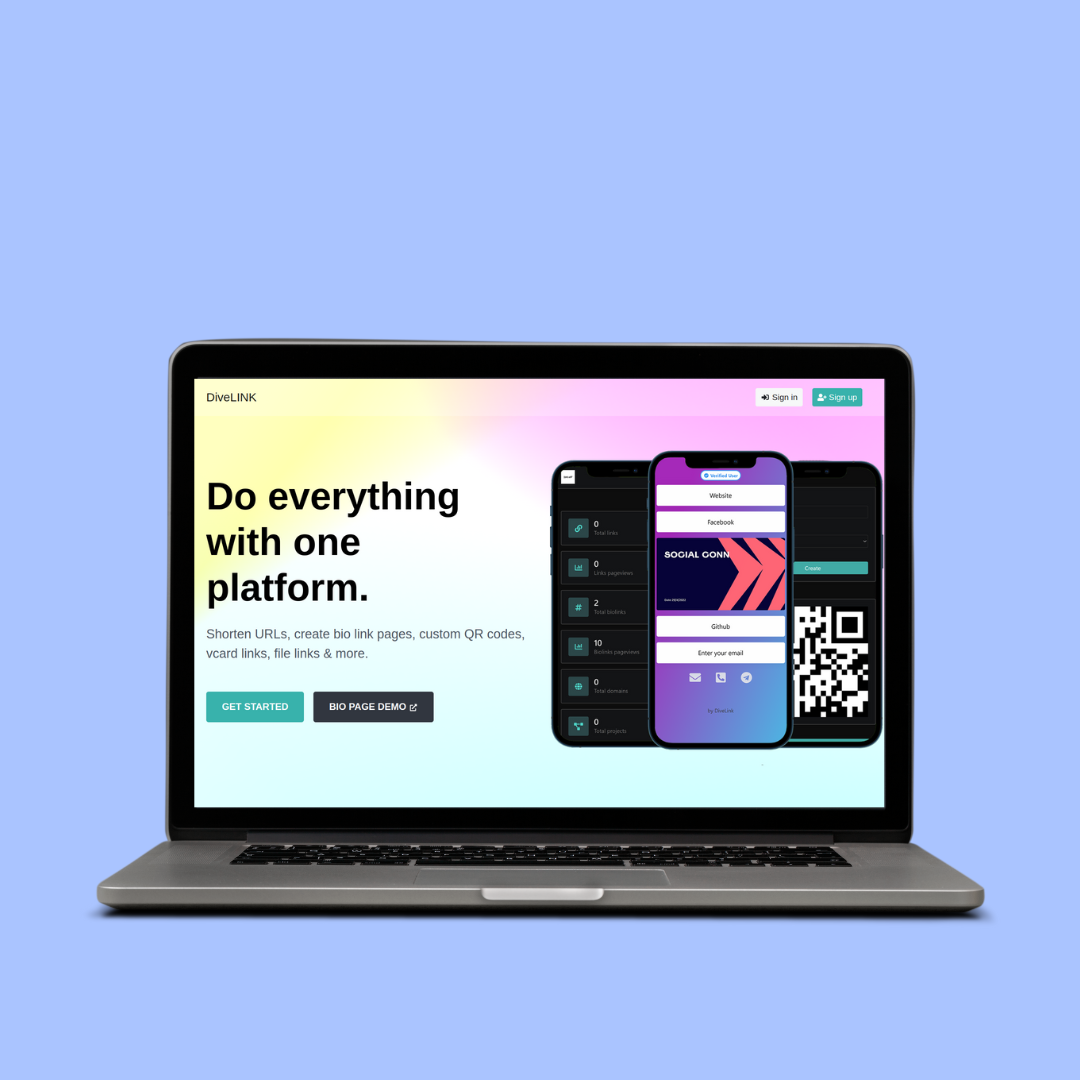 DiveLINK
Sign in
Sign up
Do everything
with one
platform.
Shorten URLs, create bio link pages, custom QR codes,
vcard links, file links & more.
GET STARTED
BIO PAGE DEMO
0
Total links
0
Links pageviews
2
Total biolinks
10
Biolinks pageviews
0
Total domains
0
Total projects
Verified User
Website
Facebook
SOCIAL CONN
Github
Enter your email
by DiveLink
Create